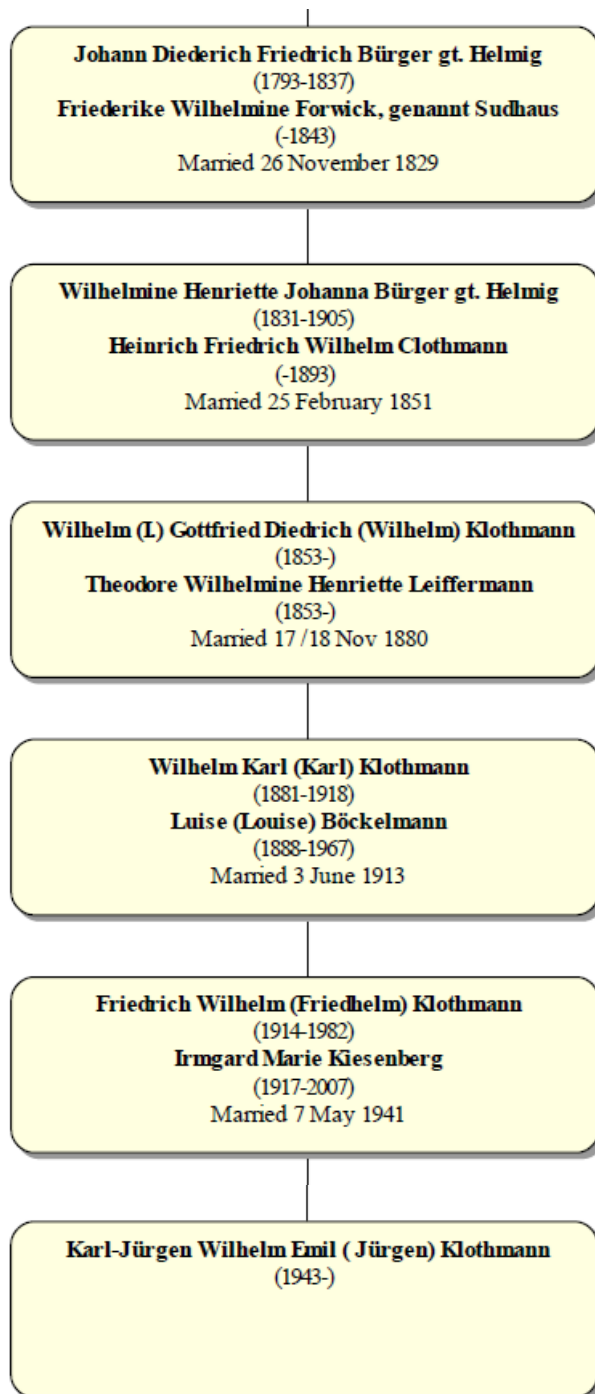 Johann Diederich Friedrich Bürger gt. Helmig
(1793-1837)
Friederike Wilhelmine Forwick, genannt Sudhaus
(-1843)
Married 26 November 1829
Wilhelmine Henriette Johanna Bürger gt. Helmig
(1831-1905)
Heinrich Friedrich Wilhelm Clothmann
(-1893)
Married 25 February 1851
Wilhelm (I.) Gottfried Diedrich (Wilhelm) Klothmann
(1853-)
Theodore Wilhelmine Henriette Leiffermann
(1853-)
Married 17 /18 Nov 1880
Wilhelm Karl (Karl) Klothmann
(1881-1918)
Luise (Louise) Böckelmann
(1888-1967)
Married 3 June 1913
Friedrich Wilhelm (Friedhelm) Klothmann
(1914-1982)
Irmgard Marie Kiesenberg
(1917-2007)
Married 7 May 1941
Karl-Jürgen Wilhelm Emil ( Jürgen) Klothmann
(1943-)